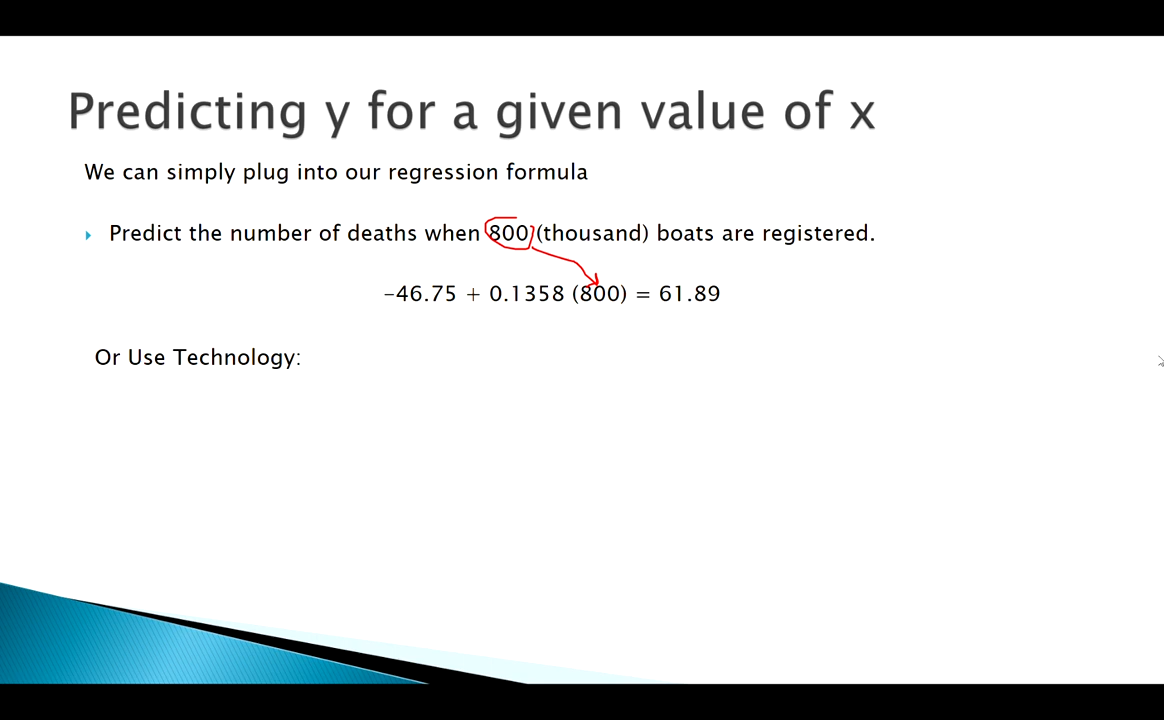 Predicting y for a given value of x
We can simply plug into our regression formula
Predict the number of deaths when 800 (thousand) boats are registered.
-46.75 + 0.1358 (800) = 61.89
Or Use Technology: